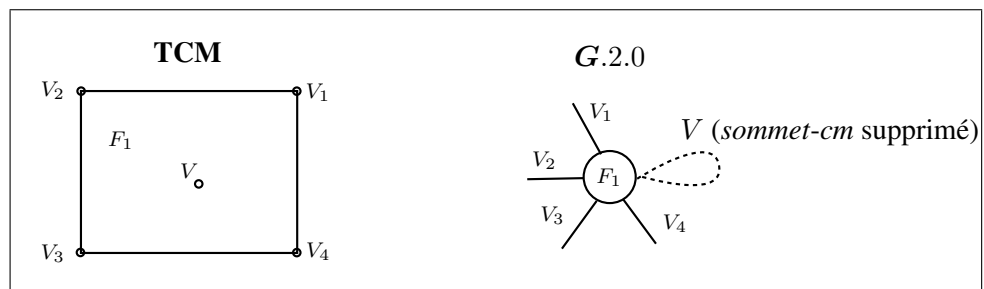 TCM
V₂
V₁
F₁
V
V₃
V₄
G.2.0
V₁
V (sommet-cm supprimé)
V₂
F₁
V₃
V₄